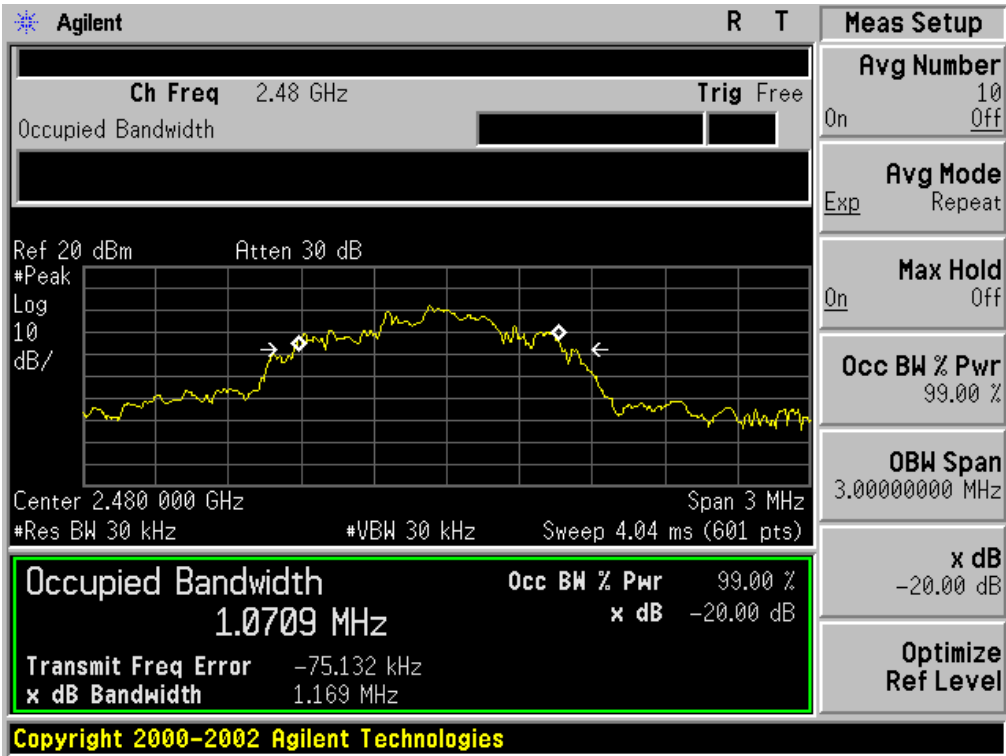 Agilent R T
Ch Freq 2.48 GHz Trig Free
Occupied Bandwidth
Ref 20 dBm Atten 30 dB
#Peak
Log
10
dB/
Center 2.480 000 GHz Span 3 MHz
#Res BW 30 kHz #VBW 30 kHz Sweep 4.04 ms (601 pts)
Occupied Bandwidth Occ BW % Pwr 99.00 %
1.0709 MHz x dB -20.00 dB
Transmit Freq Error -75.132 kHz
x dB Bandwidth 1.169 MHz
Copyright 2000-2002 Agilent Technologies
Meas Setup
Avg Number
10
On Off
Avg Mode
Exp Repeat
Max Hold
On Off
Occ BW % Pwr
99.00 %
OBW Span
3.00000000 MHz
x dB
-20.00 dB
Optimize
Ref Level